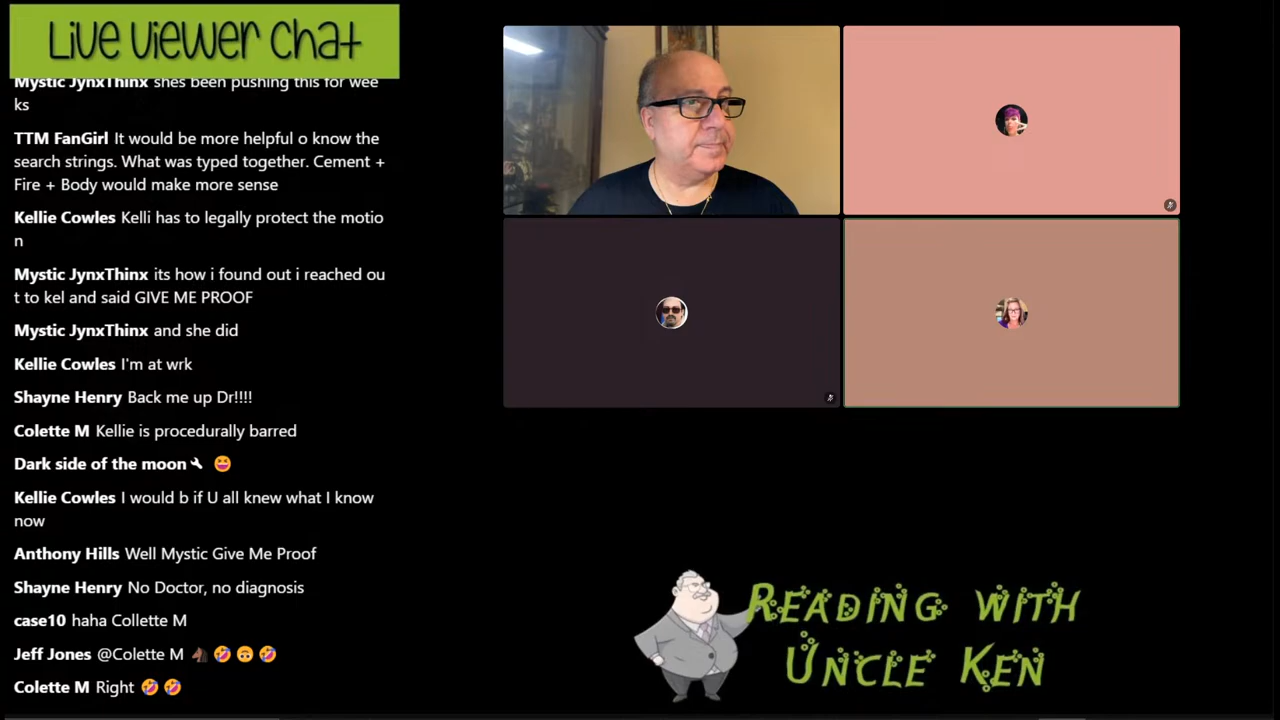 Live Viewer Chat
Mystic JynxThinx shes been pushing this for wee
ks
TTM FanGirl It would be more helpful o know the
search strings. What was typed together. Cement +
Fire + Body would make more sense
Kellie Cowles Kelli has to legally protect the motio
n
Mystic JynxThinx its how i found out i reached ou
t to kel and said GIVE ME PROOF
Mystic JynxThinx and she did
Kellie Cowles I'm at wrk
Shayne Henry Back me up Dr!!!!
Colette M Kellie is procedurally barred
Dark side of the moon 😆
Kellie Cowles I would b if U all knew what I know
now
Anthony Hills Well Mystic Give Me Proof
Shayne Henry No Doctor, no diagnosis
case10 haha Collette M
Jeff Jones @Colette M 🐴 🤣 🙃 🤣
Colette M Right 🤣 🤣
Reading with
Uncle Ken